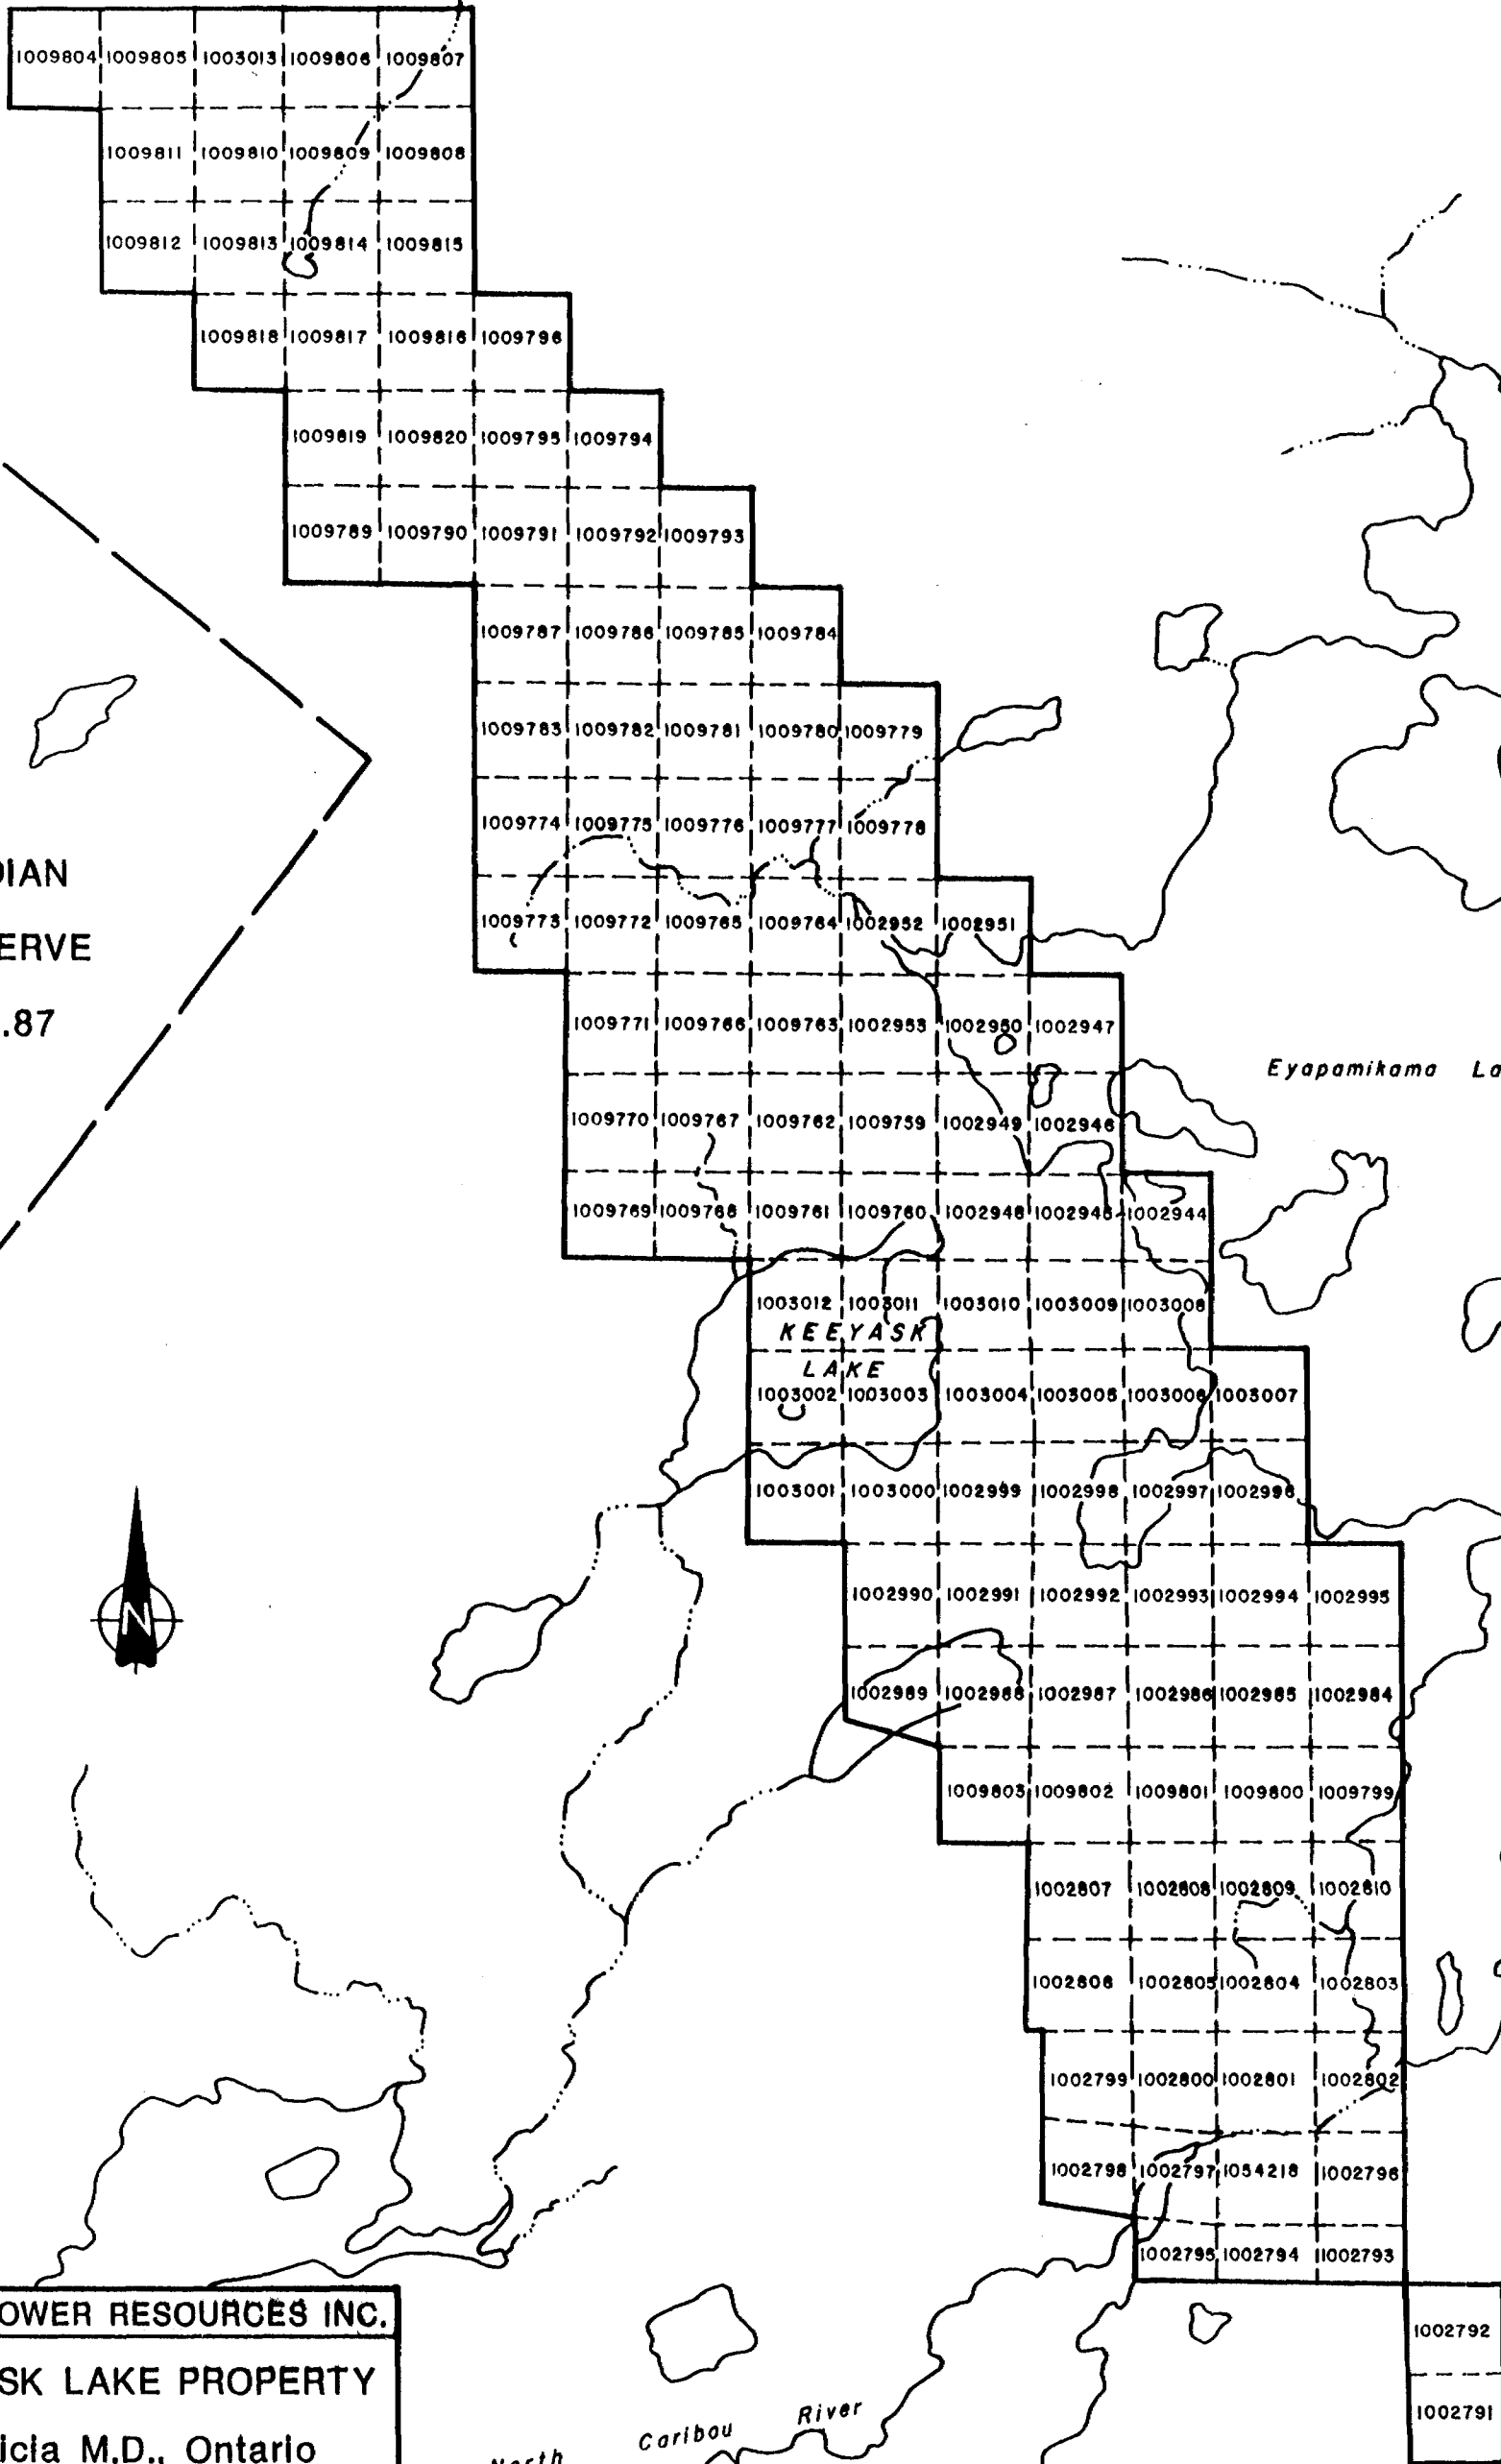 1009804 1009805 1003013 1009806 1009807
1009811 1009810 1009809 1009808
1009812 1009813 1009814 1009815
1009818 1009817 1009816 1009796
1009819 1009820 1009795 1009794
1009789 1009790 1009791 1009792 1009793
1009787 1009786 1009785 1009784
1009783 1009782 1009781 1009780 1009779
1009774 1009775 1009776 1009777 1009778
DIAN
ERVE
.87
1009773 1009772 1009765 1009764 1002952 1002951
1009771 1009766 1009763 1002953 1002950 1002947
Eyapamikama La
1009770 1009767 1009762 1009759 1002949 1002946
1009769 1009768 1009761 1009760 1002948 1002945 1002944
1003012 1003011 1003010 1003009 1003008
KEEYASK
LAKE
1003002 1003003 1003004 1003005 1003006 1003007
1003001 1003000 1002999 1002998 1002997 1002996
N
1002990 1002991 1002992 1002993 1002994 1002995
1002989 1002988 1002987 1002986 1002985 1002984
1009803 1009802 1009801 1009800 1009799
1002807 1002808 1002809 1002810
1002806 1002805 1002804 1002803
1002799 1002800 1002801 1002802
1002798 1002797 1054218 1002796
1002795 1002794 1002793
1002792
1002791
OWER RESOURCES INC.
SK LAKE PROPERTY
icia M.D., Ontario
North Caribou River